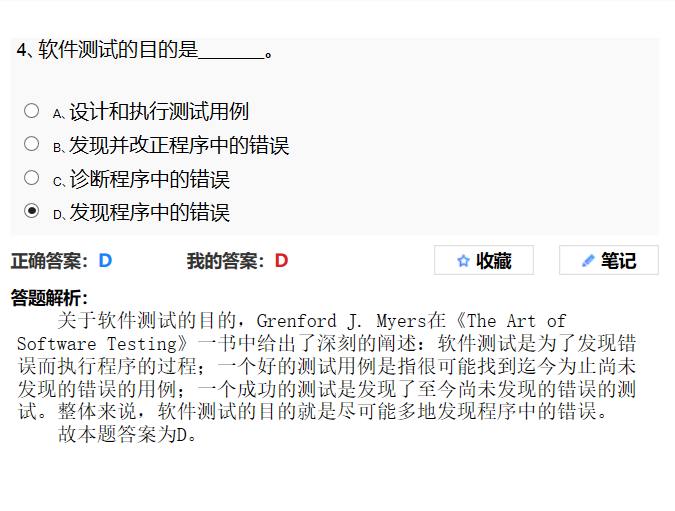 4、软件测试的目的是______。
A、设计和执行测试用例
B、发现并改正程序中的错误
C、诊断程序中的错误
D、发现程序中的错误
正确答案：D 我的答案：D 收藏 笔记
答题解析：
关于软件测试的目的，Grenford J. Myers在《The Art of
Software Testing》一书中给出了深刻的阐述：软件测试是为了发现错
误而执行程序的过程；一个好的测试用例是指很可能找到迄今为止尚未
发现的错误的用例；一个成功的测试是发现了至今尚未发现的错误的测
试。整体来说，软件测试的目的就是尽可能多地发现程序中的错误。
故本题答案为D。